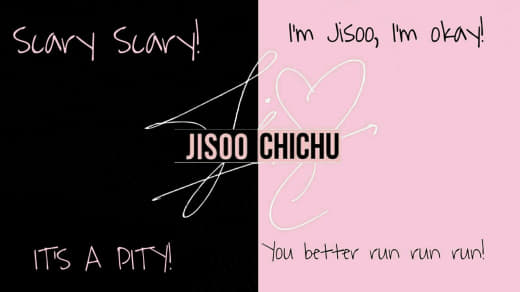 Scary Scary!
I'm Jisoo, I'm okay!
JISOO CHICHU
IT'S A PITY!
You better run run run!